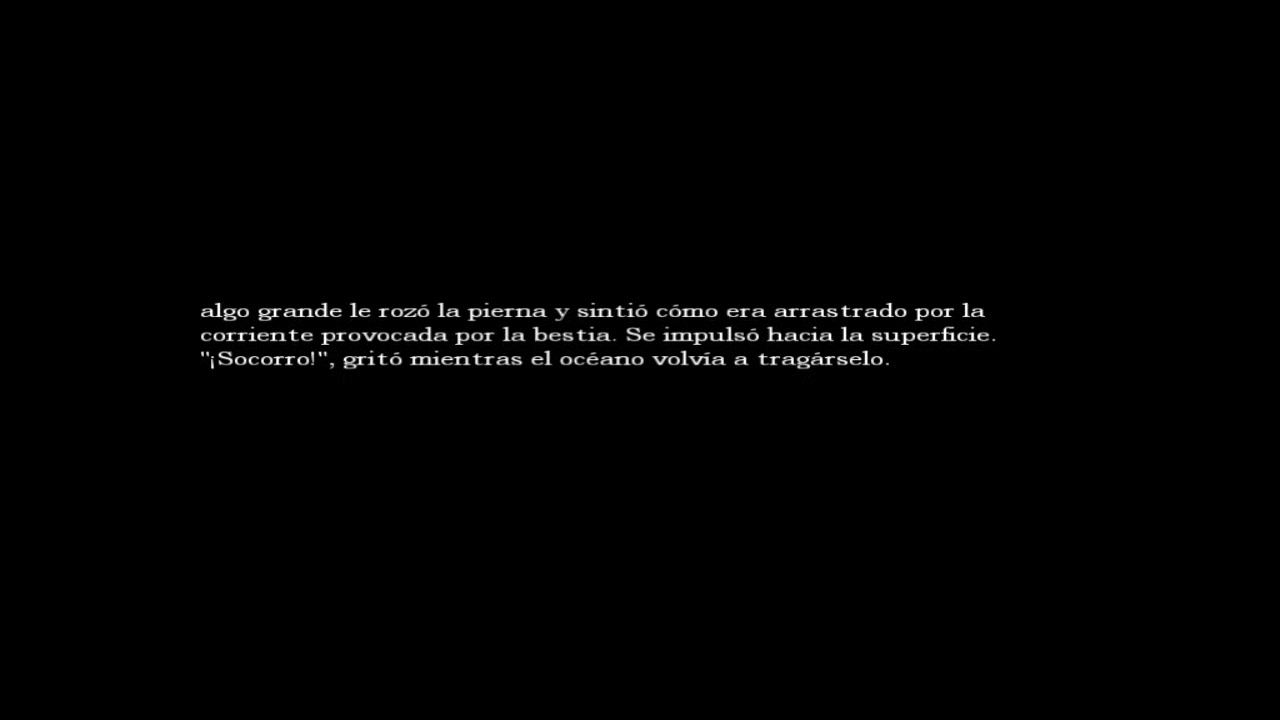 algo grande le rozó la pierna y sintió cómo era arrastrado por la
corriente provocada por la bestia. Se impulsó hacia la superficie.
"¡Socorro!", gritó mientras el océano volvía a tragárselo.